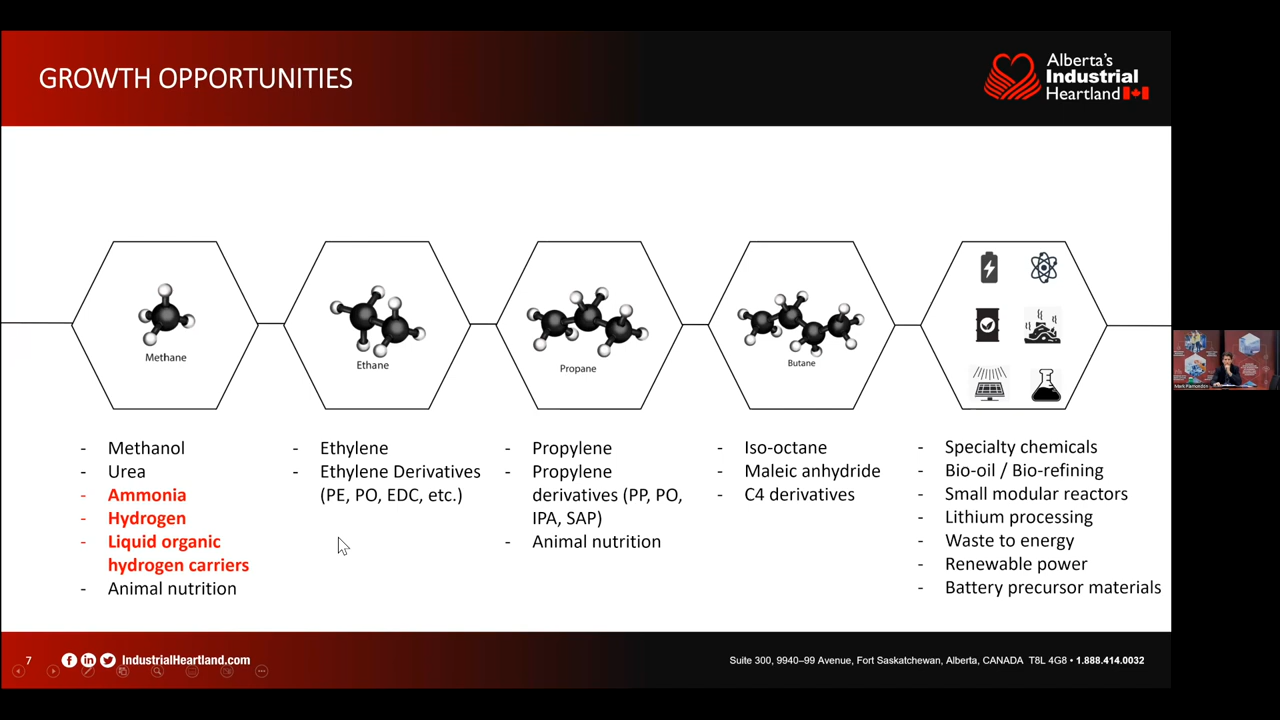 GROWTH OPPORTUNITIES
Alberta's
Industrial
Heartland
Methane
Ethane
Propane
Butane
- Methanol
- Urea
- Ammonia
- Hydrogen
- Liquid organic
hydrogen carriers
- Animal nutrition
- Ethylene
- Ethylene Derivatives
(PE, PO, EDC, etc.)
- Propylene
- Propylene
derivatives (PP, PO,
IPA, SAP)
- Animal nutrition
- Iso-octane
- Maleic anhydride
- C4 derivatives
- Specialty chemicals
- Bio-oil / Bio-refining
- Small modular reactors
- Lithium processing
- Waste to energy
- Renewable power
- Battery precursor materials
7
IndustrialHeartland.com
Suite 300, 9940–99 Avenue, Fort Saskatchewan, Alberta, CANADA T8L 4G8 • 1.888.414.0032